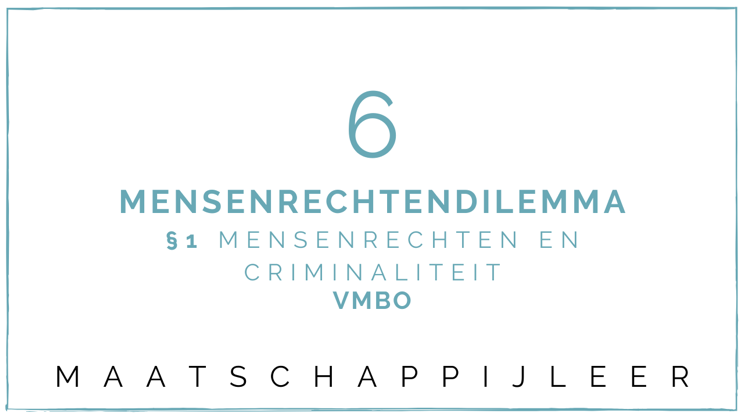 6
MENSENRECHTENDILEMMA
§1 MENSENRECHTEN EN
CRIMINALITEIT
VMBO
MAATSCHAPPIJLEER